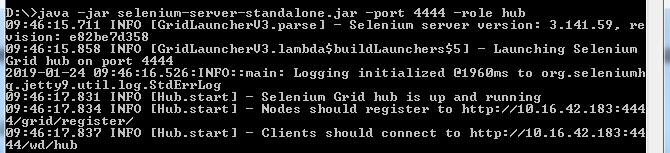 D:\>java -jar selenium-server-standalone.jar -port 4444 -role hub
09:46:15.711 INFO [GridLauncherV3.parse] - Selenium server version: 3.141.59, re
vision: e82be7d358
09:46:15.858 INFO [GridLauncherV3.lambda$buildLaunchers$5] - Launching Selenium
Grid hub on port 4444
2019-01-24 09:46:16.526:INFO::main: Logging initialized @1960ms to org.seleniumh
q.jetty9.util.log.StdErrLog
09:46:17.831 INFO [Hub.start] - Selenium Grid hub is up and running
09:46:17.834 INFO [Hub.start] - Nodes should register to http://10.16.42.183:444
4/grid/register/
09:46:17.837 INFO [Hub.start] - Clients should connect to http://10.16.42.183:44
44/wd/hub